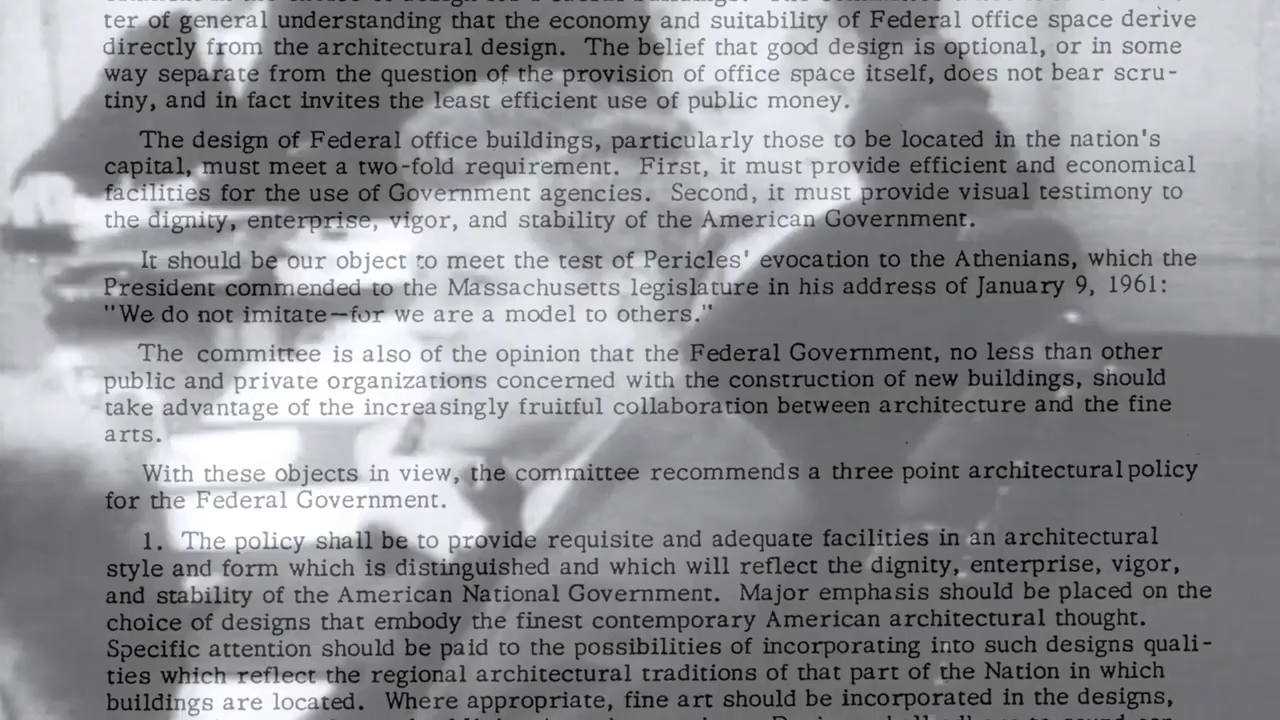 ter of general understanding that the economy and suitability of Federal office space derive
directly from the architectural design. The belief that good design is optional, or in some
way separate from the question of the provision of office space itself, does not bear scru-
tiny, and in fact invites the least efficient use of public money.
The design of Federal office buildings, particularly those to be located in the nation's
capital, must meet a two-fold requirement. First, it must provide efficient and economical
facilities for the use of Government agencies. Second, it must provide visual testimony to
the dignity, enterprise, vigor, and stability of the American Government.
It should be our object to meet the test of Pericles' evocation to the Athenians, which the
President commended to the Massachusetts legislature in his address of January 9, 1961:
"We do not imitate—for we are a model to others."
The committee is also of the opinion that the Federal Government, no less than other
public and private organizations concerned with the construction of new buildings, should
take advantage of the increasingly fruitful collaboration between architecture and the fine
arts.
With these objects in view, the committee recommends a three point architectural policy
for the Federal Government.
1. The policy shall be to provide requisite and adequate facilities in an architectural
style and form which is distinguished and which will reflect the dignity, enterprise, vigor,
and stability of the American National Government. Major emphasis should be placed on the
choice of designs that embody the finest contemporary American architectural thought.
Specific attention should be paid to the possibilities of incorporating into such designs quali-
ties which reflect the regional architectural traditions of that part of the Nation in which
buildings are located. Where appropriate, fine art should be incorporated in the designs,